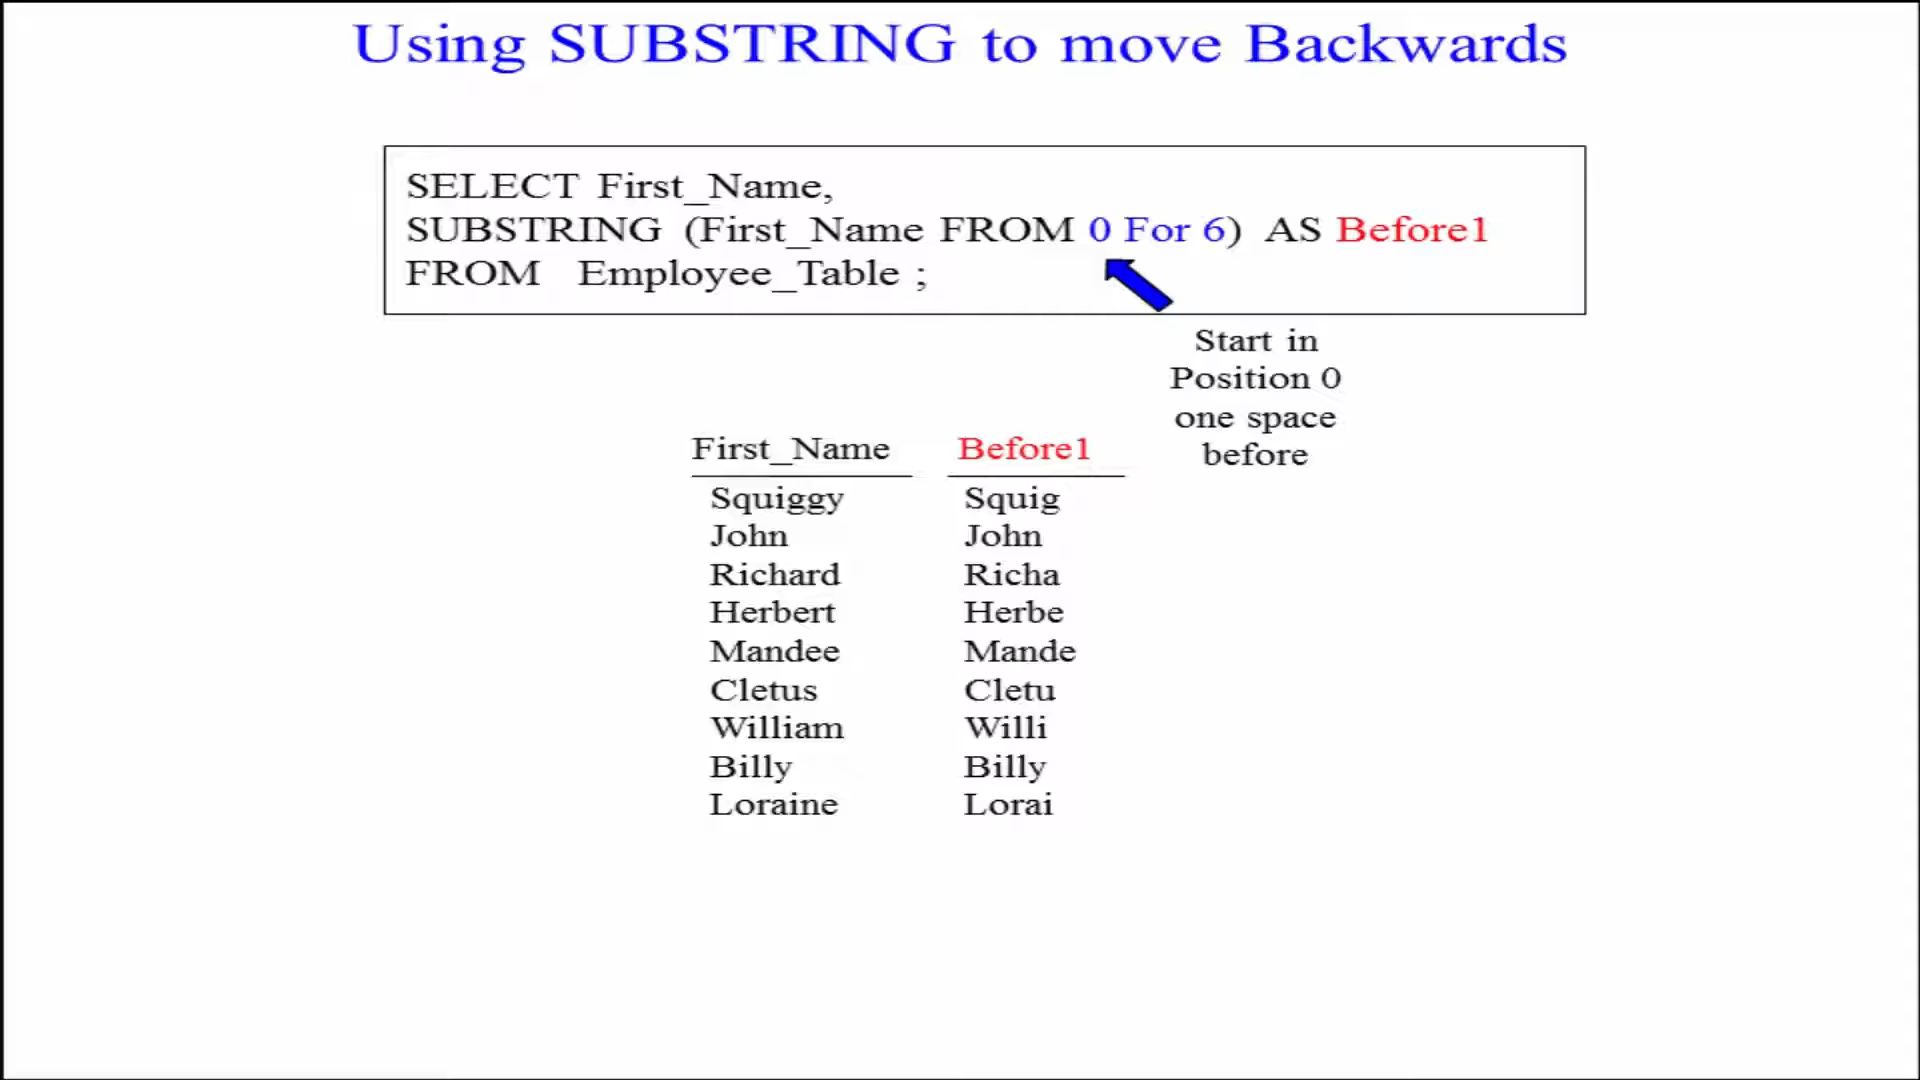 Using SUBSTRING to move Backwards
SELECT First_Name,
SUBSTRING (First_Name FROM 0 For 6) AS Before1
FROM Employee_Table ;
Start in
Position 0
one space
before
First_Name Before1
Squiggy Squig
John John
Richard Richa
Herbert Herbe
Mandee Mande
Cletus Cletu
William Willi
Billy Billy
Loraine Lorai